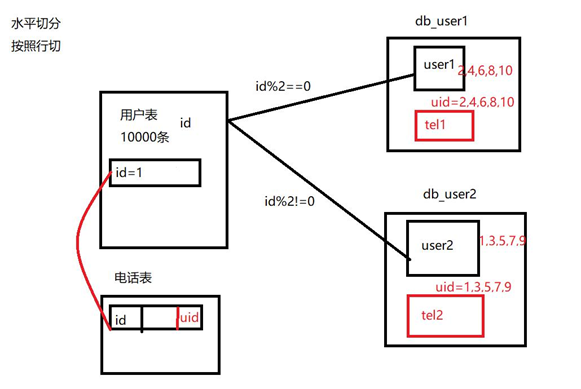 水平切分
按照行切
用户表
10000条
id
id=1
电话表
id
uid
id%2==0
id%2!=0
db_user1
user1
2,4,6,8,10
uid=2.4.6.8.10
tel1
db_user2
user2
1.3.5.7.9
uid=1.3.5.7.9
tel2